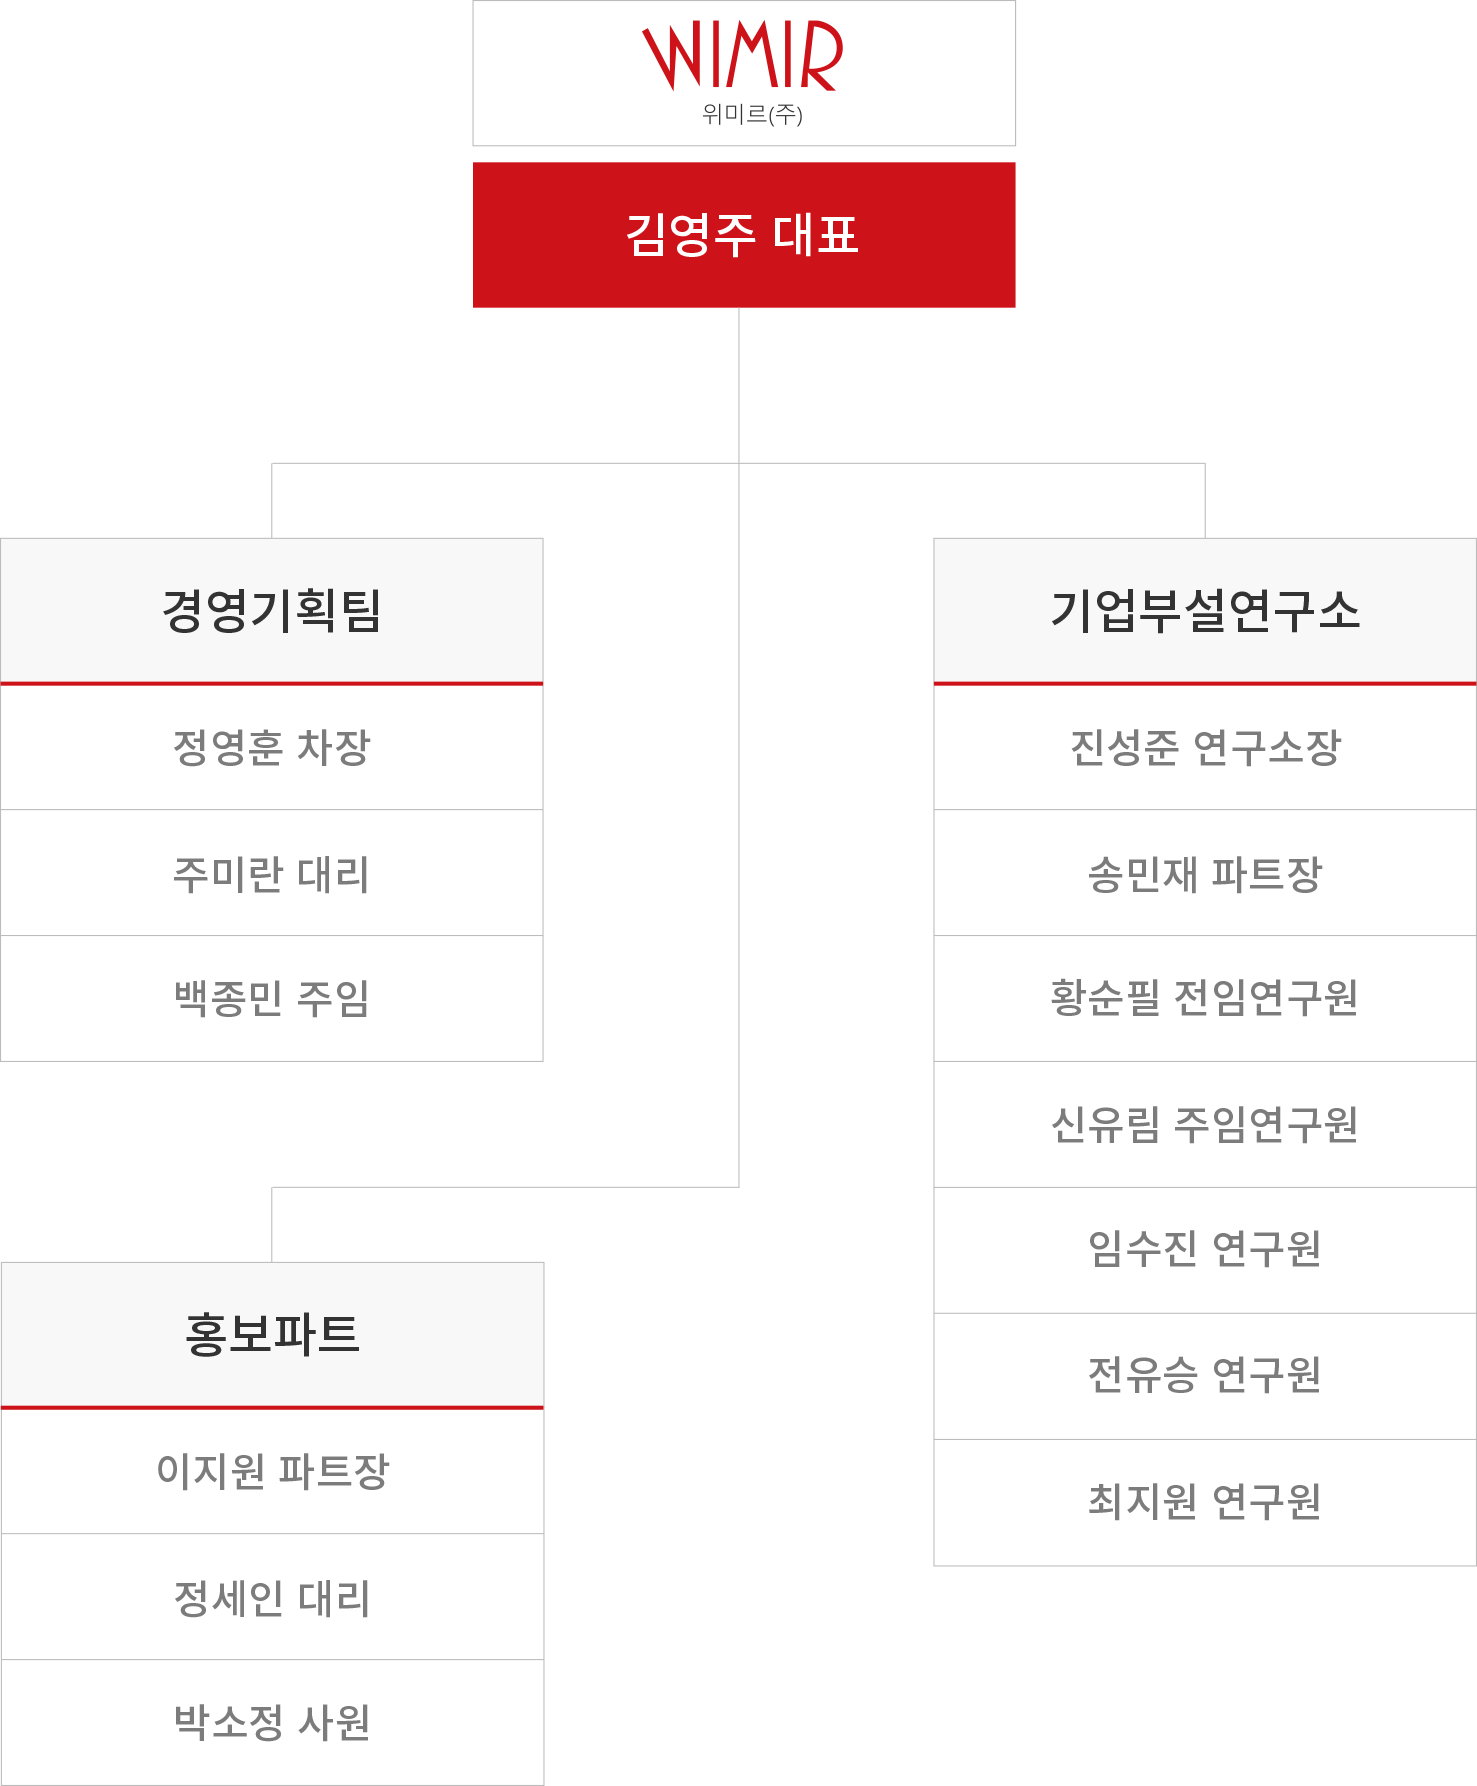 WIMIR
위미르(주)
김영주 대표
경영기획팀
정영훈 차장
주미란 대리
백종민 주임
기업부설연구소
진성준 연구소장
송민재 파트장
황순필 전임연구원
신유림 주임연구원
임수진 연구원
전유승 연구원
최지원 연구원
홍보파트
이지원 파트장
정세인 대리
박소정 사원